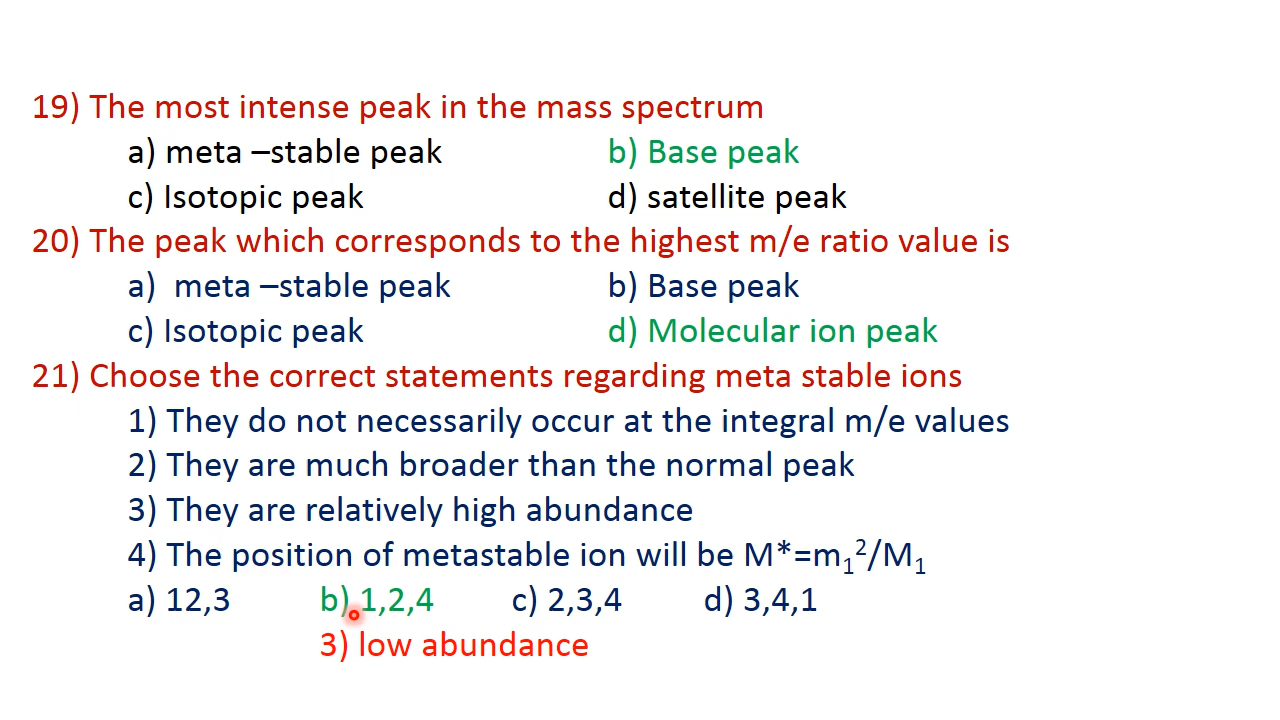 19) The most intense peak in the mass spectrum
a) meta –stable peak b) Base peak
c) Isotopic peak d) satellite peak
20) The peak which corresponds to the highest m/e ratio value is
a) meta –stable peak b) Base peak
c) Isotopic peak d) Molecular ion peak
21) Choose the correct statements regarding meta stable ions
1) They do not necessarily occur at the integral m/e values
2) They are much broader than the normal peak
3) They are relatively high abundance
4) The position of metastable ion will be M*=m₁²/M₁
a) 12,3 b) 1,2,4 c) 2,3,4 d) 3,4,1
3) low abundance